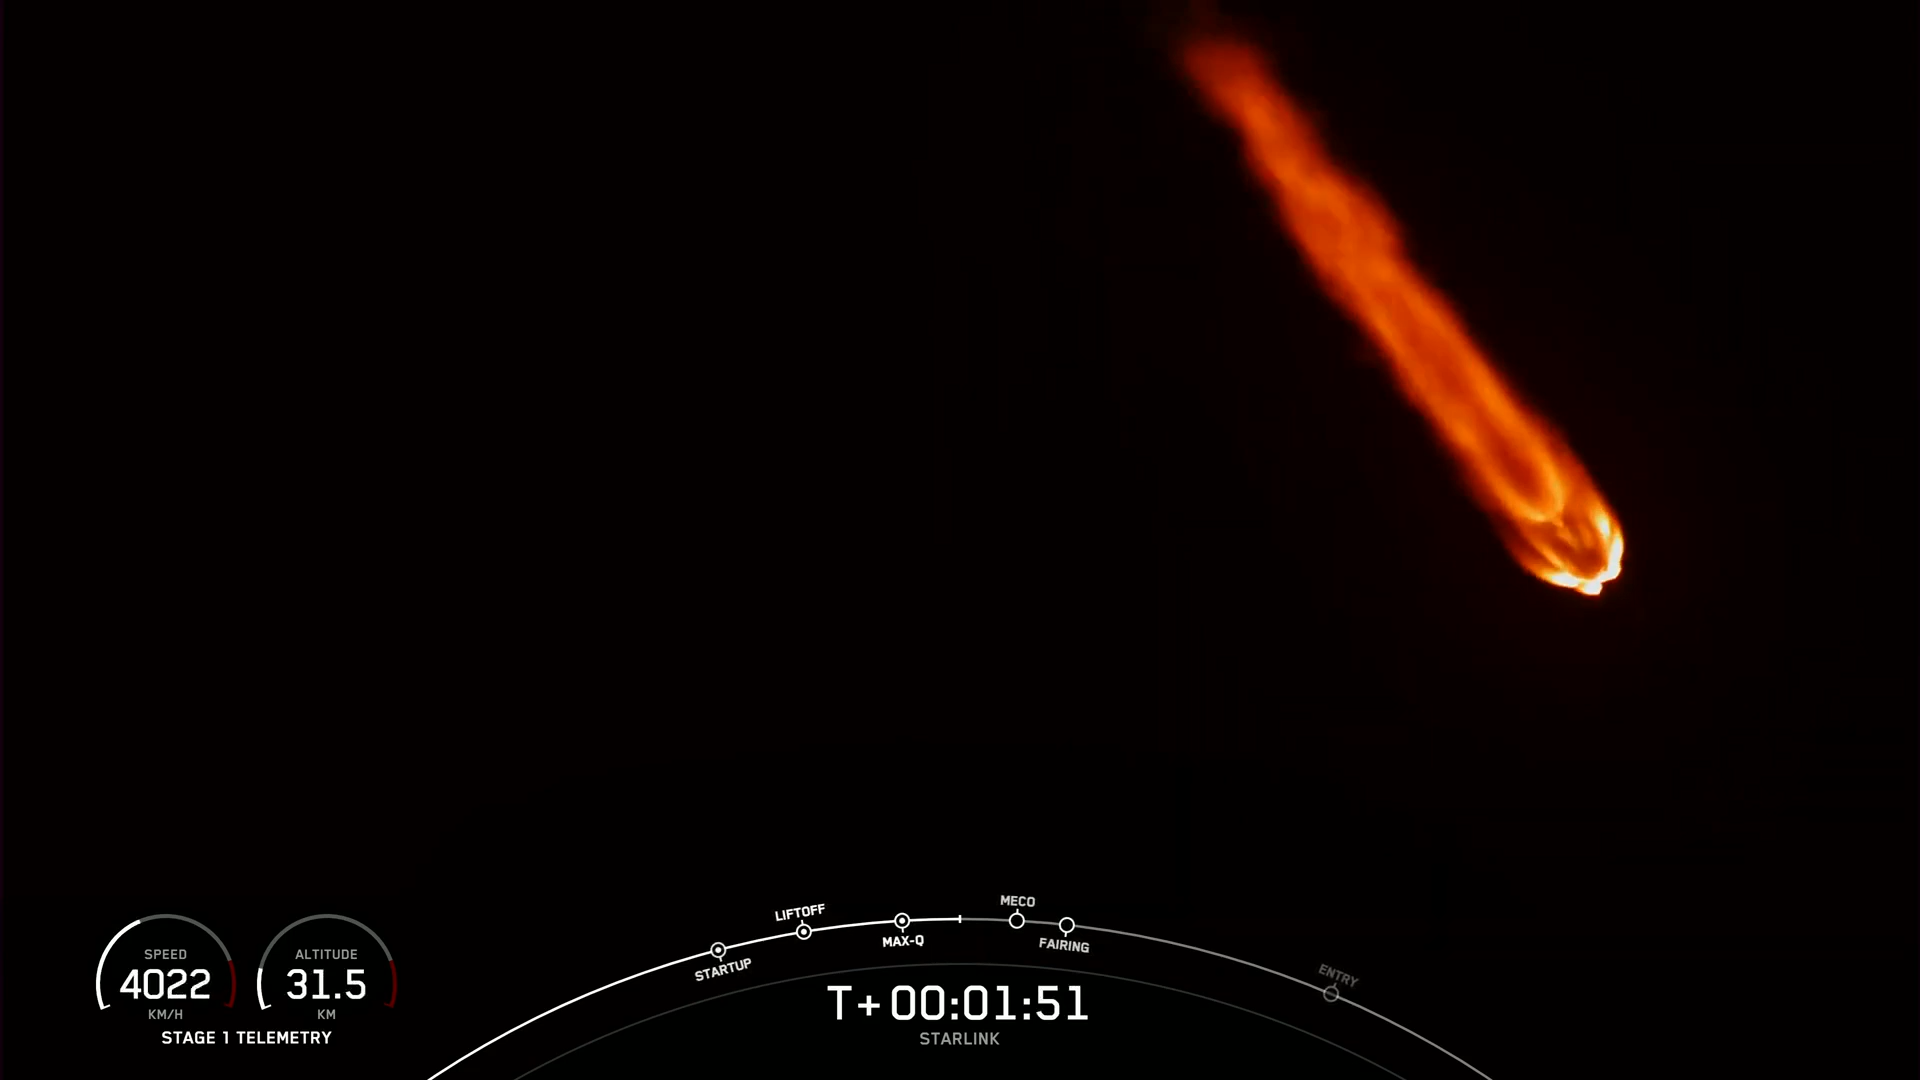 SPEED
4022
KM/H
ALTITUDE
31.5
KM
STAGE 1 TELEMETRY
STARTUP
LIFTOFF
MAX-Q
MECO
FAIRING
ENTRY
T+00:01:51
STARLINK